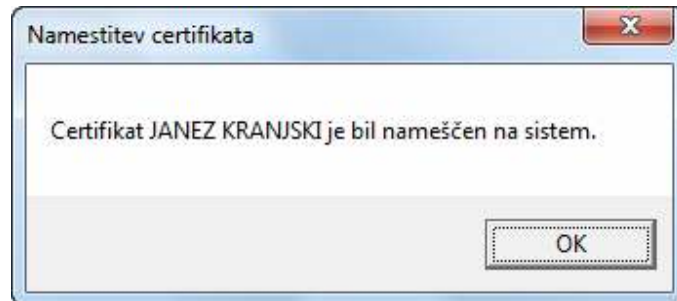 Namestitev certifikata
Certifikat JANEZ KRANJSKI je bil nameščen na sistem.
OK